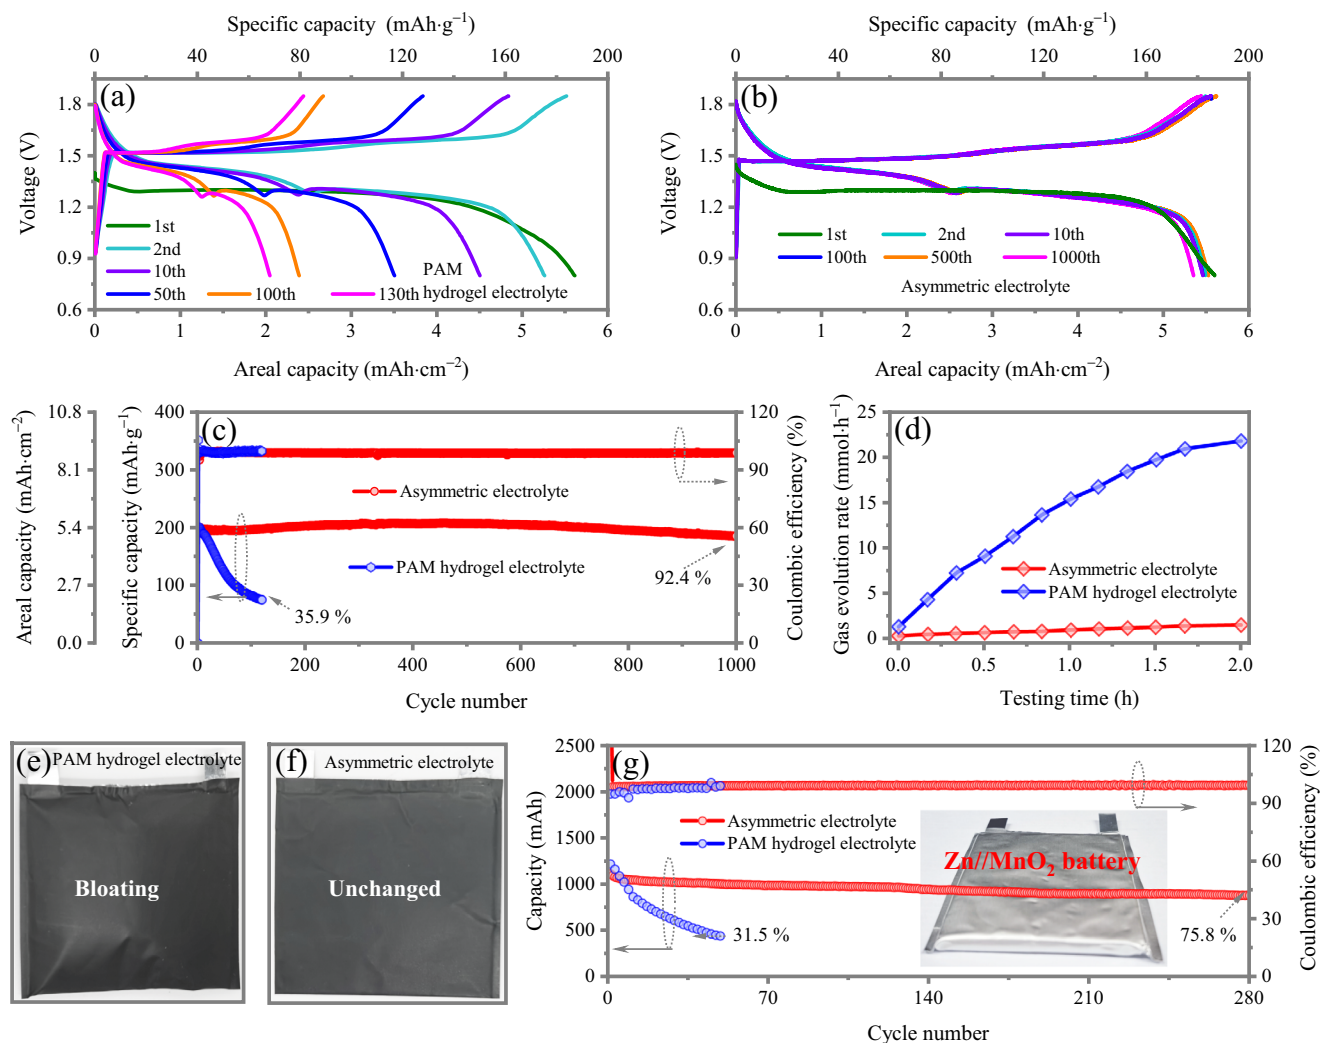 Specific capacity (mAh·g⁻¹)
0 40 80 120 160 200
(a)
Voltage (V)
1.8
1.5
1.2
0.9
0.6
1st
2nd
10th
50th
100th
130th
PAM
hydrogel electrolyte
0 1 2 3 4 5 6
Areal capacity (mAh·cm⁻²)
Specific capacity (mAh·g⁻¹)
0 33 66 99 132 165 198
(b)
Voltage (V)
1.8
1.5
1.2
0.9
0.6
1st 2nd 10th
100th 500th 1000th
Asymmetric electrolyte
0 1 2 3 4 5 6
Areal capacity (mAh·cm⁻²)
(c)
Areal capacity (mAh·cm⁻²)
10.8
8.1
5.4
2.7
0.0
Specific capacity (mAh·g⁻¹)
400
300
200
100
0
Asymmetric electrolyte
PAM hydrogel electrolyte
35.9 %
92.4 %
120
90
60
30
0
Coulombic efficiency (%)
0 200 400 600 800 1000
Cycle number
(d)
Gas evolution rate (mmol·h⁻¹)
25
20
15
10
5
0
Asymmetric electrolyte
PAM hydrogel electrolyte
0.0 0.5 1.0 1.5 2.0
Testing time (h)
(e)
PAM hydrogel electrolyte
Bloating
(f)
Asymmetric electrolyte
Unchanged
(g)
Capacity (mAh)
2500
2000
1500
1000
500
0
Asymmetric electrolyte
PAM hydrogel electrolyte
Zn//MnO₂ battery
31.5 %
75.8 %
120
90
60
30
0
Coulombic efficiency (%)
0 70 140 210 280
Cycle number